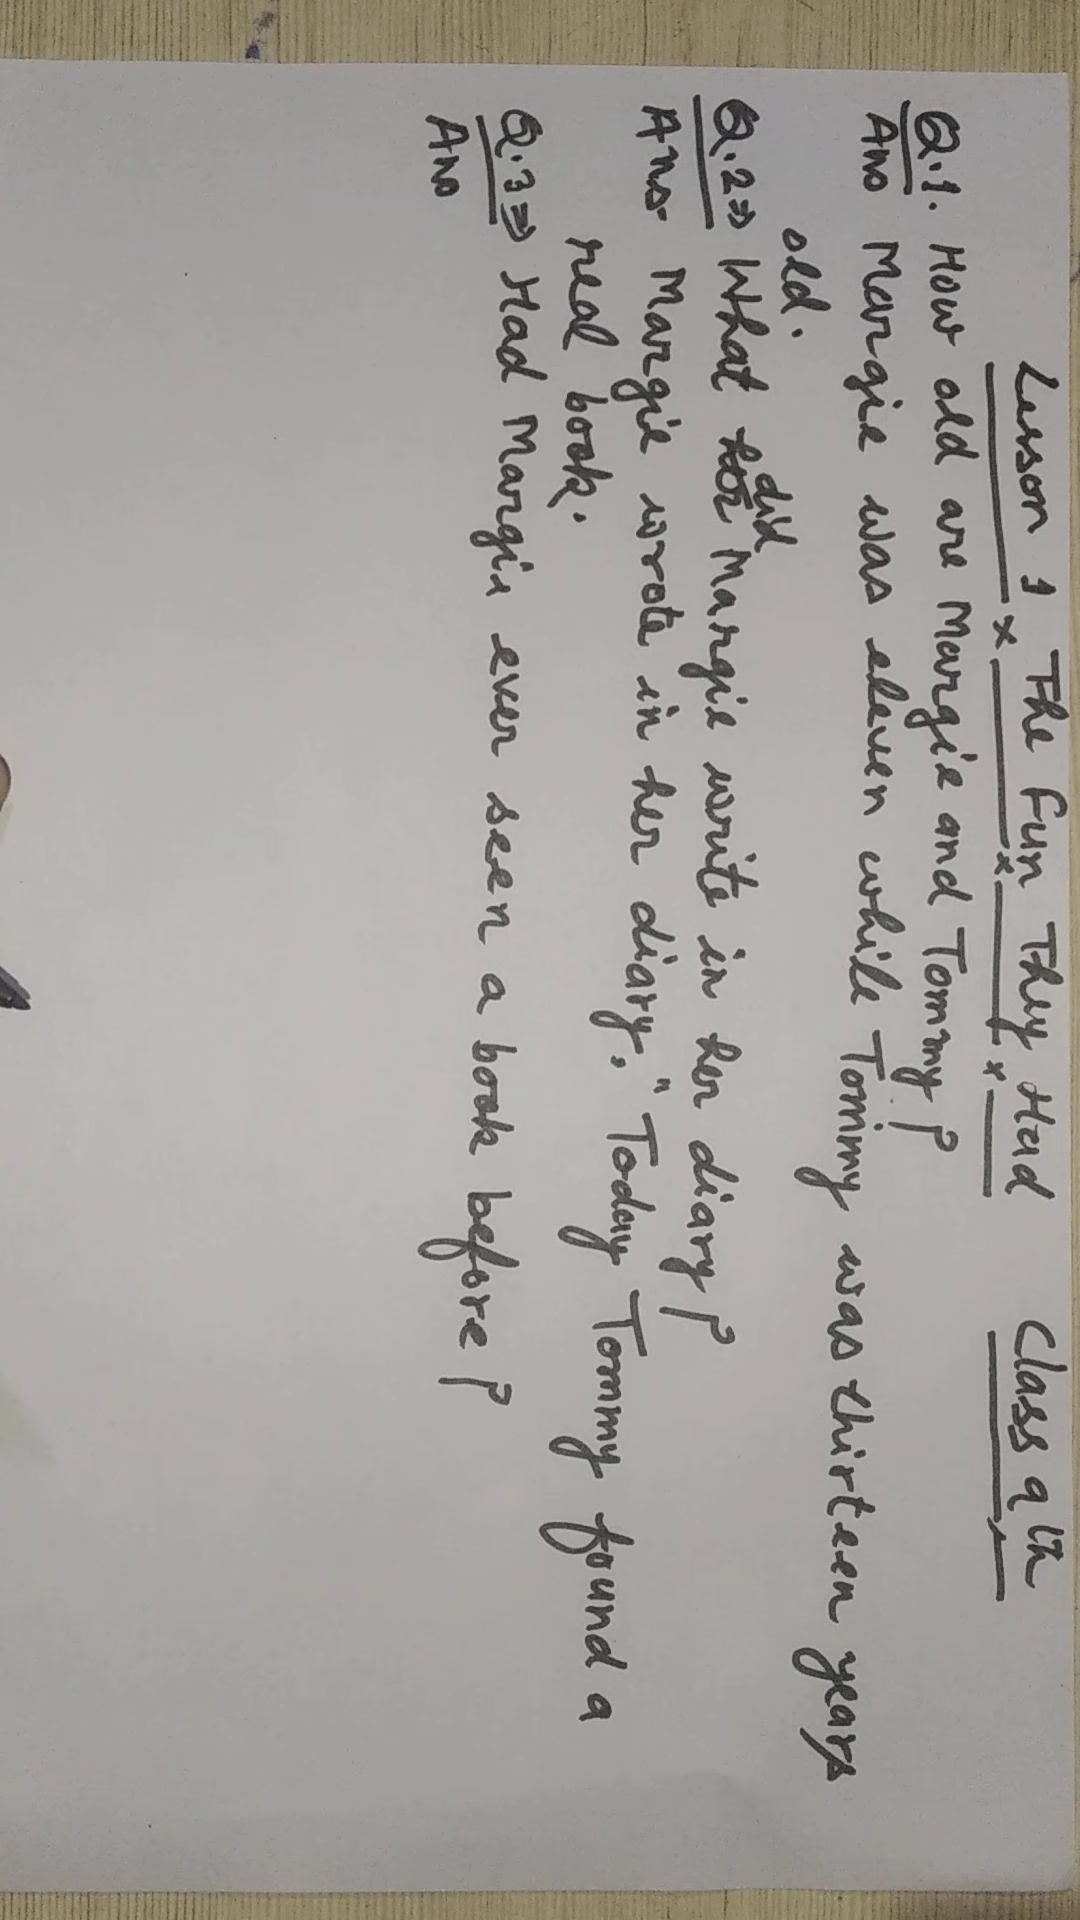 Lesson 1 The Fun They Had Class 9th
Q.1. How old are Margie and Tommy?
Ans Margie was eleven while Tommy was thirteen years
old.
Q.2⇒ What did Margie write in her diary?
Ans. Margie wrote in her diary, "Today Tommy found a
real book.
Q.3⇒ Had Margie ever seen a book before?
Ans